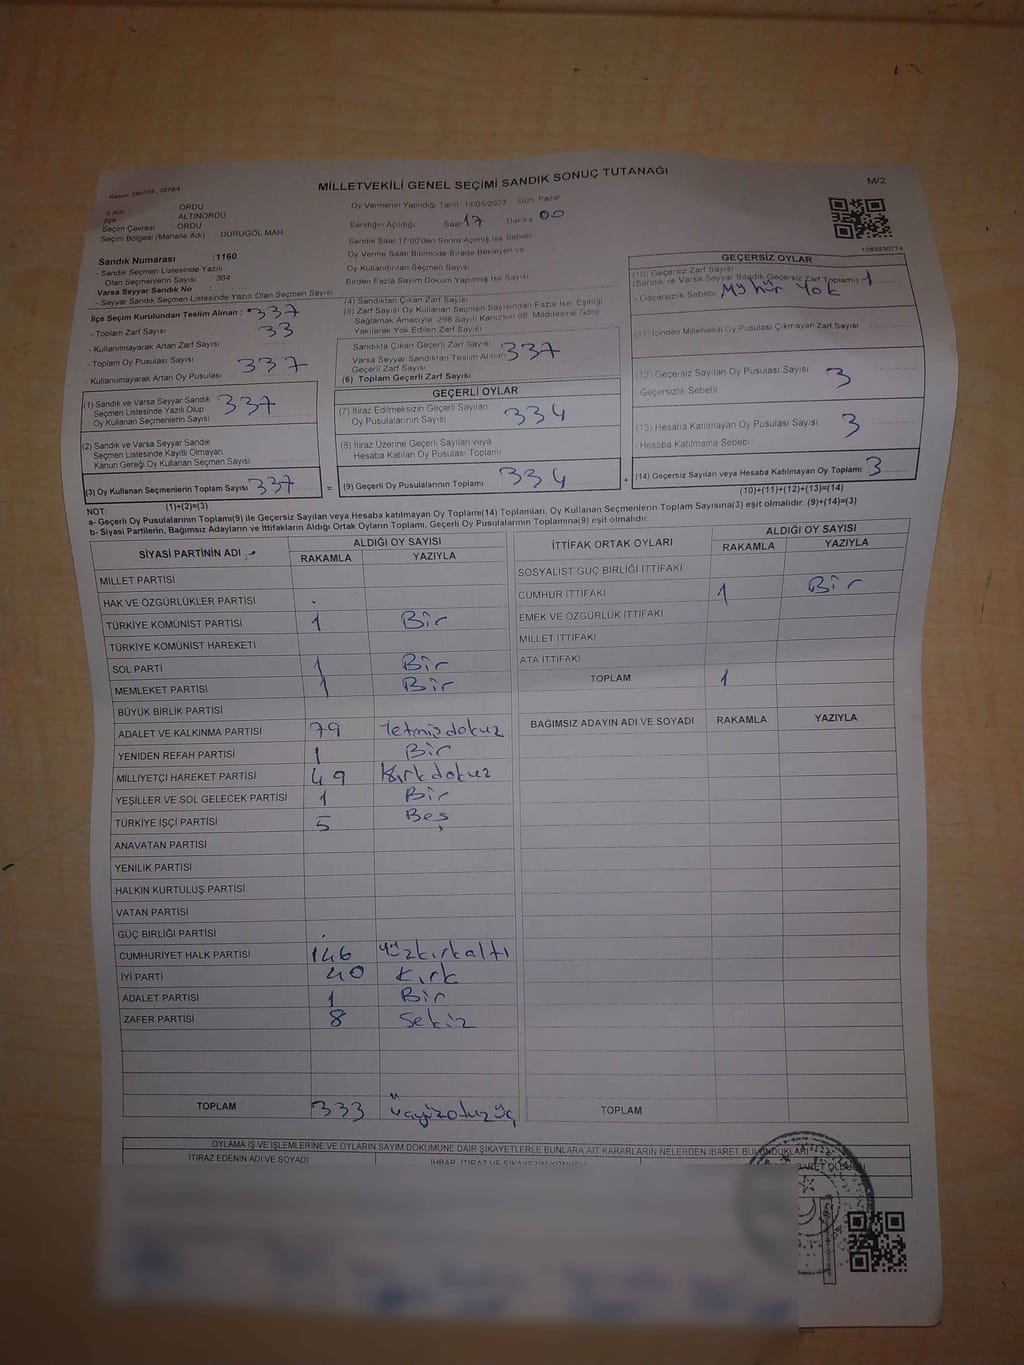 MİLLETVEKİLİ GENEL SEÇİMİ SANDIK SONUÇ TUTANAĞI
M/2
İli ORDU
İlçe ALTINORDU
Seçim Çevresi ORDU
Seçim Bölgesi (Mahalle Adı) DURUGÖL MAH
Sandık Numarası :1160
- Sandık Seçmen Listesinde Yazılı
Olan Seçmenlerin Sayısı 364
Varsa Seyyar Sandık No
- Seyyar Sandık Seçmen Listesinde Yazılı Olan Seçmen Sayısı
İlçe Seçim Kurulundan Teslim Alınan : 337
- Toplam Zarf Sayısı 33
- Kullanılmayarak Artan Zarf Sayısı
- Toplam Oy Pusulası Sayısı 337
- Kullanılmayarak Artan Oy Pusulası
(1) Sandık ve Varsa Seyyar Sandık
Seçmen Listesinde Yazılı Olup
Oy Kullanan Seçmenlerin Sayısı 337
(2) Sandık ve Varsa Seyyar Sandık
Seçmen Listesinde Kayıtlı Olmayan
Kanun Gereği Oy Kullanan Seçmen Sayısı
(3) Oy Kullanan Seçmenlerin Toplam Sayısı 337
(1)+(2)=(3)
Oy Vermenin Yapıldığı Tarih 14/05/2023 Gün Pazar
Sandığın Açıldığı Saat 17 Dakika 00
Sandık Saat 17:00'den Sonra Açımış İse Sebebi
Oy Verme Saati Bitiminde Sırada Bekleyen ve
Oy Kullandırılan Seçmen Sayısı
Birden Fazla Sayım Döküm Yapılmış İse Sayısı
(4) Sandıktan Çıkan Zarf Sayısı
(5) Zarf Sayısı Oy Kullanan Seçmen Sayısından Fazla İse, Eşitliği
Sağlamak Amacıyla, 298 Sayılı Kanunun 98. Maddesine Göre
Yakılarak Yok Edilen Zarf Sayısı
Sandıkta Çıkan Geçerli Zarf Sayısı
Varsa Seyyar Sandıktan Teslim Alınan 337
Geçerli Zarf Sayısı
(6) Toplam Geçerli Zarf Sayısı
GEÇERLİ OYLAR
(7) İtiraz Edilmeksizin Geçerli Sayılan
Oy Pusulalarının Sayısı 334
(8) İtiraz Üzerine Geçerli Sayılan veya
Hesaba Katılan Oy Pusulası Toplamı
= (9) Geçerli Oy Pusulalarının Toplamı 334 +
1083830774
GEÇERSİZ OYLAR
(10) Geçersiz Zarf Sayısı
(Sandık ve Varsa Seyyar Sandık Geçersiz Zarf Toplamı) 1
- Geçersizlik Sebebi Mühür Yok
(11) İçinden Milletvekili Oy Pusulası Çıkmayan Zarf Sayısı
(12) Geçersiz Sayılan Oy Pusulası Sayısı 3
- Geçersizlik Sebebi
(13) Hesaba Katılmayan Oy Pusulası Sayısı 3
- Hesaba Katılmama Sebebi
(14) Geçersiz Sayılan veya Hesaba Katılmayan Oy Toplamı 3
(10)+(11)+(12)+(13)=(14)
NOT:
a- Geçerli Oy Pusulalarının Toplamı(9) ile Geçersiz Sayılan veya Hesaba katılmayan Oy Toplamı(14) Toplamları, Oy Kullanan Seçmenlerin Toplam Sayısına(3) eşit olmalıdır. (9)+(14)=(3)
b- Siyasi Partilerin, Bağımsız Adayların ve İttifakların Aldığı Ortak Oyların Toplamı, Geçerli Oy Pusulalarının Toplamına(9) eşit olmalıdır.
SİYASİ PARTİNİN ADI ALDIĞI OY SAYISI
RAKAMLA YAZIYLA
MİLLET PARTİSİ
HAK VE ÖZGÜRLÜKLER PARTİSİ
TÜRKİYE KOMÜNİST PARTİSİ 1 Bir
TÜRKİYE KOMÜNİST HAREKETİ
SOL PARTİ 1 Bir
MEMLEKET PARTİSİ 1 Bir
BÜYÜK BİRLİK PARTİSİ
ADALET VE KALKINMA PARTİSİ 79 Yetmişdokuz
YENİDEN REFAH PARTİSİ 1 Bir
MİLLİYETÇİ HAREKET PARTİSİ 49 Kırkdokuz
YEŞİLLER VE SOL GELECEK PARTİSİ 1 Bir
TÜRKİYE İŞÇİ PARTİSİ 5 Beş
ANAVATAN PARTİSİ
YENİLİK PARTİSİ
HALKIN KURTULUŞ PARTİSİ
VATAN PARTİSİ
GÜÇ BİRLİĞİ PARTİSİ
CUMHURİYET HALK PARTİSİ 146 yüzkırkaltı
İYİ PARTİ 40 Kırk
ADALET PARTİSİ 1 Bir
ZAFER PARTİSİ 8 Sekiz
TOPLAM 333 üçyüzotuzüç
İTTİFAK ORTAK OYLARI ALDIĞI OY SAYISI
RAKAMLA YAZIYLA
SOSYALİST GÜÇ BİRLİĞİ İTTİFAKI
CUMHUR İTTİFAKI 1 Bir
EMEK VE ÖZGÜRLÜK İTTİFAKI
MİLLET İTTİFAKI
ATA İTTİFAKI
TOPLAM 1
BAĞIMSIZ ADAYIN ADI VE SOYADI RAKAMLA YAZIYLA
TOPLAM
OYLAMA İŞ VE İŞLEMLERİNE VE OYLARIN SAYIM DÖKÜMÜNE DAİR ŞİKAYETLERLE BUNLARA AİT KARARLARIN NELERDEN İBARET BULUNDUKLARI
İTİRAZ EDENİN ADI VE SOYADI İHBAR, İTİRAZ VE ŞİKAYETİN KONUSU